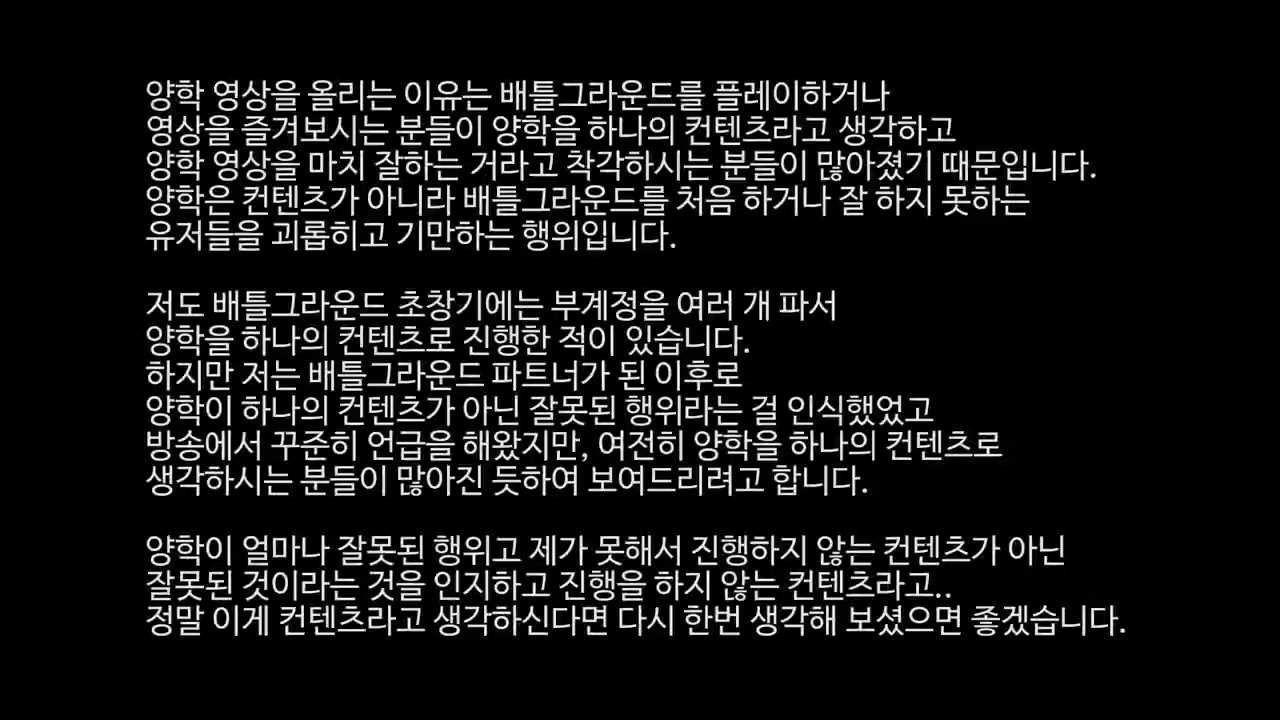 양학 영상을 올리는 이유는 배틀그라운드를 플레이하거나
영상을 즐겨보시는 분들이 양학을 하나의 컨텐츠라고 생각하고
양학 영상을 마치 잘하는 거라고 착각하시는 분들이 많아졌기 때문입니다.
양학은 컨텐츠가 아니라 배틀그라운드를 처음 하거나 잘 하지 못하는
유저들을 괴롭히고 기만하는 행위입니다.
저도 배틀그라운드 초창기에는 부계정을 여러 개 파서
양학을 하나의 컨텐츠로 진행한 적이 있습니다.
하지만 저는 배틀그라운드 파트너가 된 이후로
양학이 하나의 컨텐츠가 아닌 잘못된 행위라는 걸 인식했었고
방송에서 꾸준히 언급을 해왔지만, 여전히 양학을 하나의 컨텐츠로
생각하시는 분들이 많아진 듯하여 보여드리려고 합니다.
양학이 얼마나 잘못된 행위고 제가 못해서 진행하지 않는 컨텐츠가 아닌
잘못된 것이라는 것을 인지하고 진행을 하지 않는 컨텐츠라고..
정말 이게 컨텐츠라고 생각하신다면 다시 한번 생각해 보셨으면 좋겠습니다.